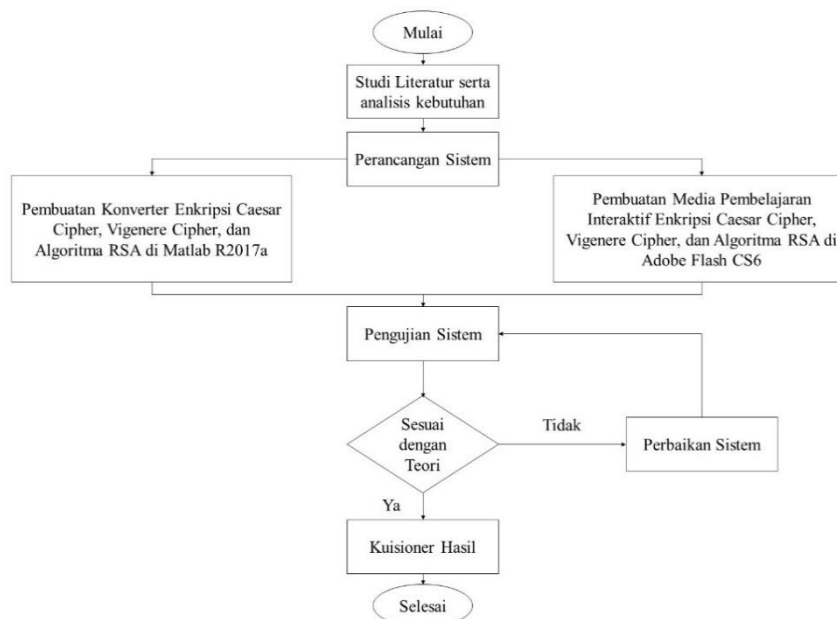 Mulai
Studi Literatur serta
analisis kebutuhan
Perancangan Sistem
Pembuatan Konverter Enkripsi Caesar
Cipher, Vigenere Cipher, dan
Algoritma RSA di Matlab R2017a
Pembuatan Media Pembelajaran
Interaktif Enkripsi Caesar Cipher,
Vigenere Cipher, dan Algoritma RSA di
Adobe Flash CS6
Pengujian Sistem
Sesuai
dengan
Teori
Tidak
Perbaikan Sistem
Ya
Kuisioner Hasil
Selesai